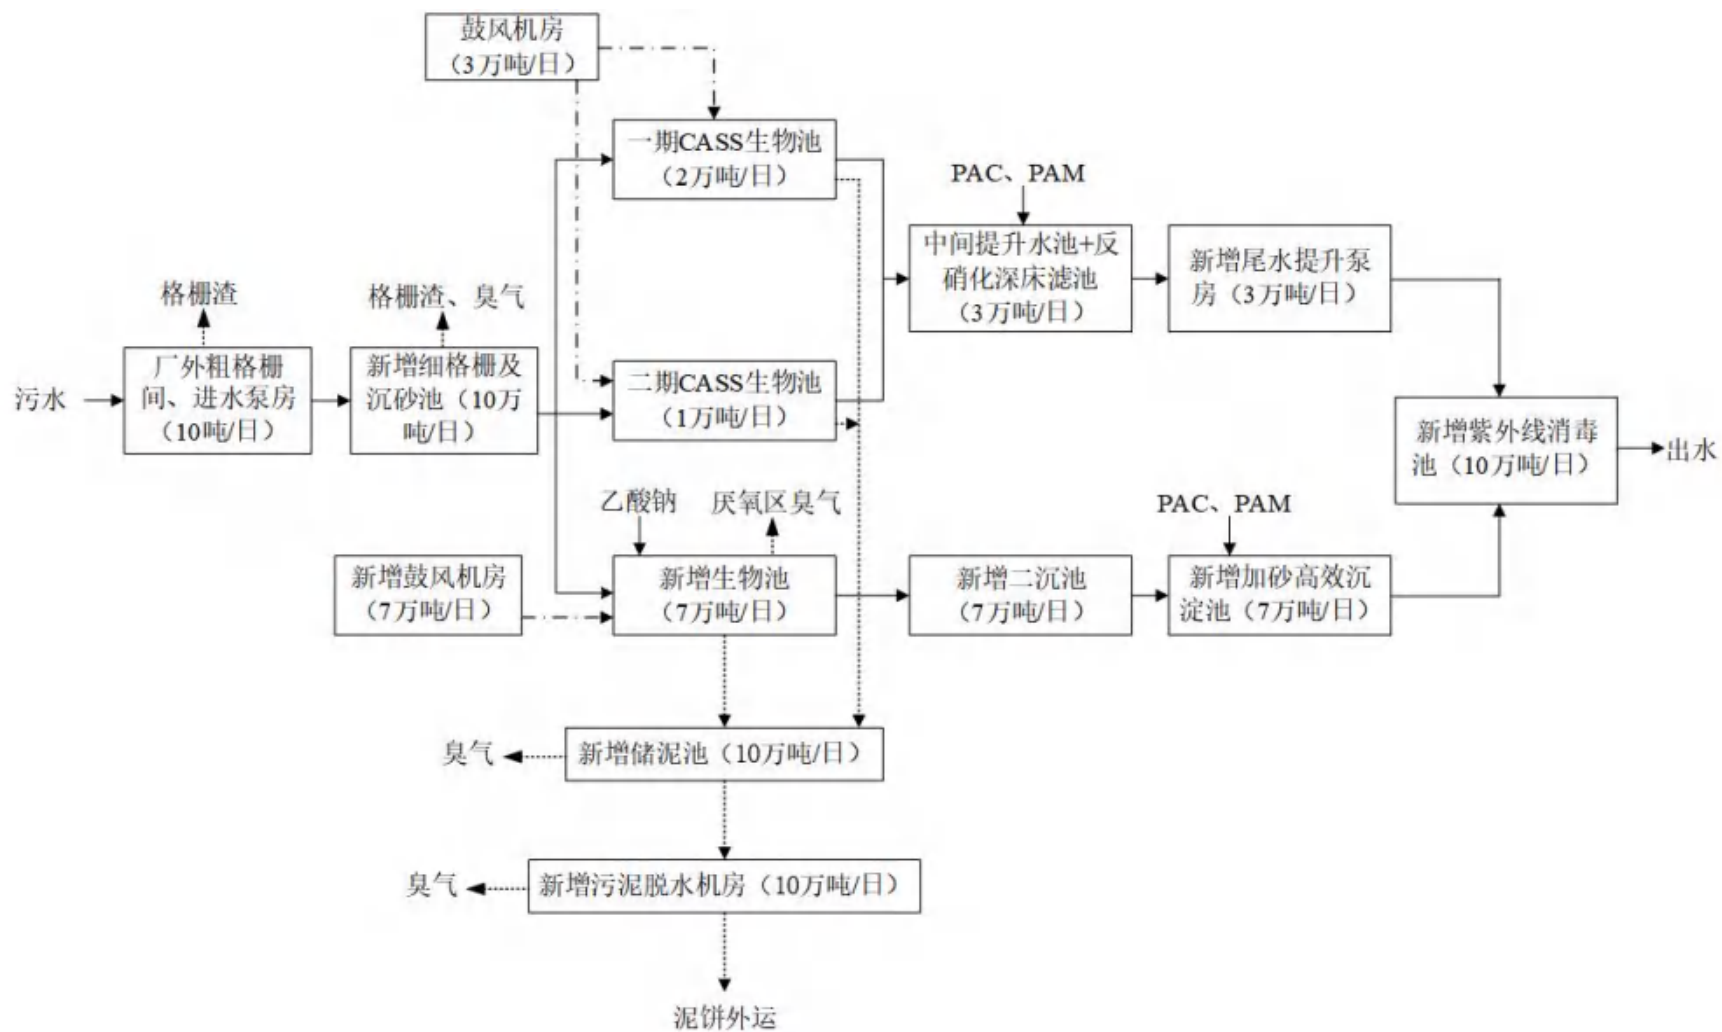 鼓风机房
（3万吨/日）
一期CASS生物池
（2万吨/日）
PAC、PAM
中间提升水池+反
硝化深床滤池
（3万吨/日）
新增尾水提升泵
房（3万吨/日）
格栅渣
格栅渣、臭气
污水
厂外粗格栅
间、进水泵房
（10吨/日）
新增细格栅及
沉砂池（10万
吨/日）
二期CASS生物池
（1万吨/日）
新增紫外线消毒
池（10万吨/日）
出水
乙酸钠
厌氧区臭气
PAC、PAM
新增鼓风机房
（7万吨/日）
新增生物池
（7万吨/日）
新增二沉池
（7万吨/日）
新增加砂高效沉
淀池（7万吨/日）
臭气
新增储泥池（10万吨/日）
臭气
新增污泥脱水机房（10万吨/日）
泥饼外运